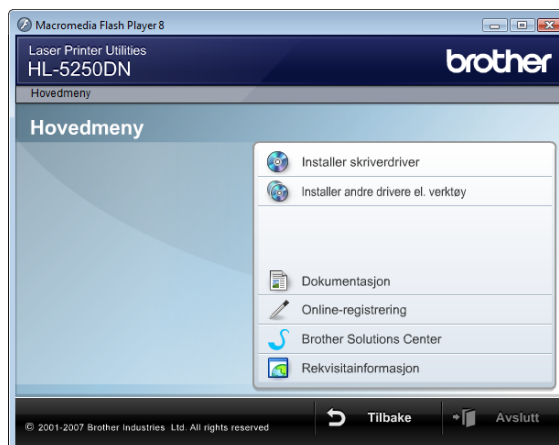 Macromedia Flash Player 8
Laser Printer Utilities
HL-5250DN
brother
Hovedmeny
Hovedmeny
Installer skriverdriver
Installer andre drivere el. verktøy
Dokumentasjon
Online-registrering
Brother Solutions Center
Rekvisitainformasjon
© 2001-2007 Brother Industries Ltd. All rights reserved
Tilbake
Avslutt